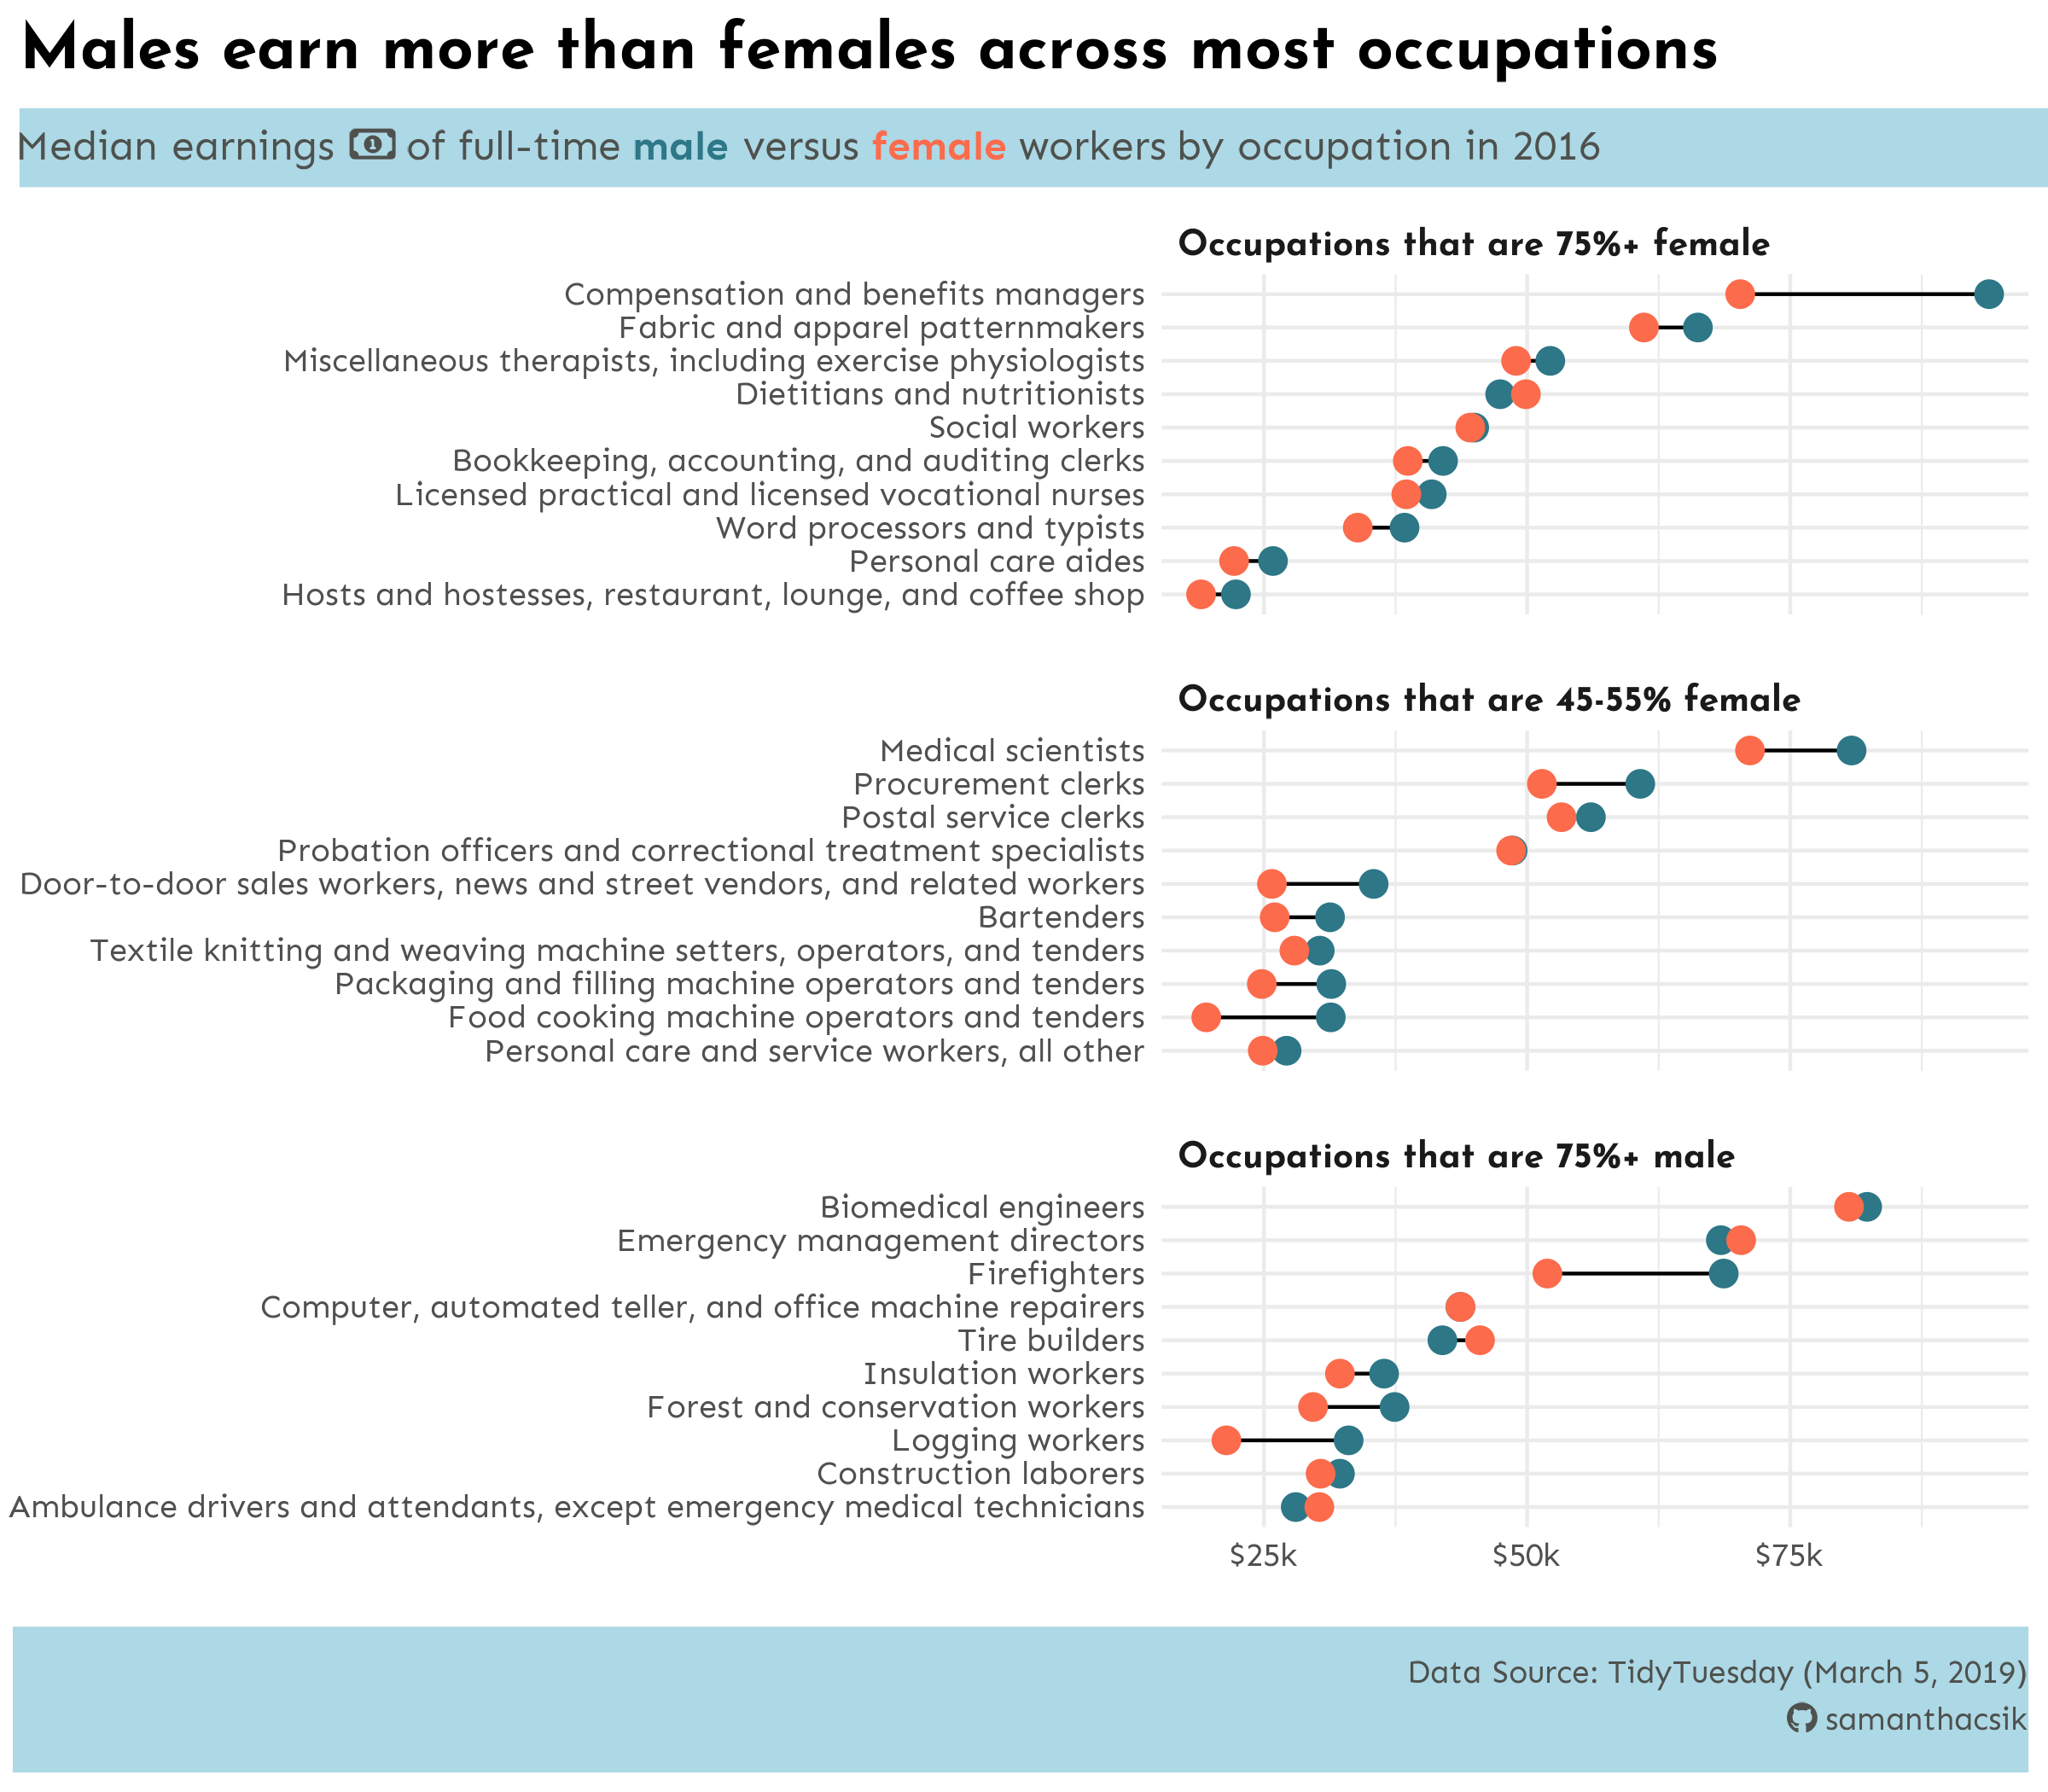 Males earn more than females across most occupations
Median earnings of full-time male versus female workers by occupation in 2016
Occupations that are 75%+ female
Compensation and benefits managers
Fabric and apparel patternmakers
Miscellaneous therapists, including exercise physiologists
Dietitians and nutritionists
Social workers
Bookkeeping, accounting, and auditing clerks
Licensed practical and licensed vocational nurses
Word processors and typists
Personal care aides
Hosts and hostesses, restaurant, lounge, and coffee shop
Occupations that are 45-55% female
Medical scientists
Procurement clerks
Postal service clerks
Probation officers and correctional treatment specialists
Door-to-door sales workers, news and street vendors, and related workers
Bartenders
Textile knitting and weaving machine setters, operators, and tenders
Packaging and filling machine operators and tenders
Food cooking machine operators and tenders
Personal care and service workers, all other
Occupations that are 75%+ male
Biomedical engineers
Emergency management directors
Firefighters
Computer, automated teller, and office machine repairers
Tire builders
Insulation workers
Forest and conservation workers
Logging workers
Construction laborers
Ambulance drivers and attendants, except emergency medical technicians
$25k $50k $75k
Data Source: TidyTuesday (March 5, 2019)
samanthacsik